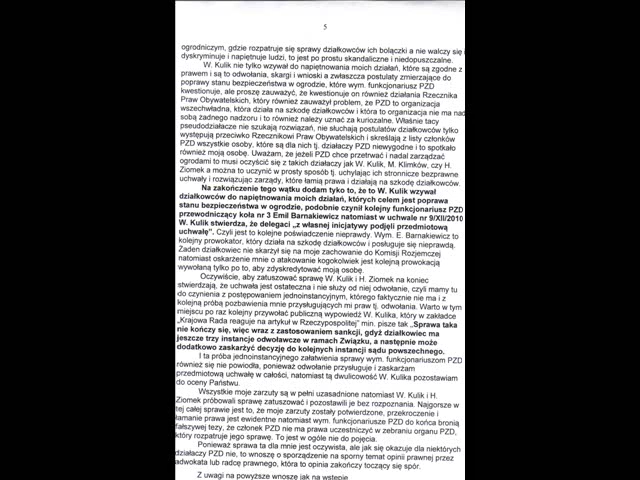 5
ogrodniczym, gdzie rozpatruje się sprawy działkowców ich bolączki a nie walczy się i
dyskryminuje i napiętnuje ludzi, to jest po prostu skandaliczne i niedopuszczalne.
W. Kulik nie tylko wzywał do napiętnowania moich działań, które są zgodne z
prawem i są to odwołania, skargi i wnioski a zwłaszcza postulaty zmierzające do
poprawy stanu bezpieczeństwa w ogrodzie, które wym. funkcjonariusz PZD
kwestionuje, ale proszę zauważyć, że kwestionuje on również działania Rzecznika
Praw Obywatelskich, który również zauważył problem, że PZD to organizacja
wszechwładna, która działa na szkodę działkowców i która to organizacja nie ma nad
sobą żadnego nadzoru i to również należy uznać za kuriozalne. Właśnie tacy
pseudodziałacze nie szukają rozwiązań, nie słuchają postulatów działkowców tylko
występują przeciwko Rzecznikowi Praw Obywatelskich i skreślają z listy członków
PZD wszystkie osoby, które są dla nich tj. działaczy PZD niewygodne i to spotkało
również moją osobę. Uważam, że jeżeli PZD chce przetrwać i nadal zarządzać
ogrodami to musi oczyścić się z takich działaczy jak W. Kulik, M. Klimków, czy H.
Ziomek a można to uczynić w prosty sposób tj. uchylając ich stronnicze bezprawne
uchwały i rozwiązując zarządy, które łamią prawa i działają na szkodę działkowców.
Na zakończenie tego wątku dodam tyko to, że to W. Kulik wzywał
działkowców do napiętnowania moich działań, których celem jest poprawa
stanu bezpieczeństwa w ogrodzie, podobnie czynił kolejny funkcjonariusz PZD
przewodniczący koła nr 3 Emil Barnakiewicz natomiast w uchwale nr 9/XII/2010
W. Kulik stwierdza, że delegaci „z własnej inicjatywy podjęli przedmiotową
uchwałę”. Czyli jest to kolejne poświadczenie nieprawdy. Wym. E. Barnakiewicz to
kolejny prowokator, który działa na szkodę działkowców i posługuje się nieprawdą.
Żaden działkowiec nie skarżył się na moje zachowanie do Komisji Rozjemczej
natomiast oskarżenie mnie o atakowanie kogokolwiek jest kolejną prowokacją
wywołaną tylko po to, aby zdyskretytować moją osobę.
Oczywiście, aby zatuszować sprawę W. Kulik i H. Ziomek na koniec
stwierdzają, że uchwała jest ostateczna i nie służy od niej odwołanie, czyli mamy tu
do czynienia z postępowaniem jednoinstancyjnym, którego faktycznie nie ma i z
kolejną próbą pozbawienia mnie przysługujących mi praw tj. odwołania. Warto w tym
miejscu po raz kolejny przywołać publiczną wypowiedź W. Kulika, który w zakładce
„Krajowa Rada reaguje na artykuł w Rzeczypospolitej” min. pisze tak „Sprawa taka
nie kończy się, więc wraz z zastosowaniem sankcji, gdyż działkowiec ma
jeszcze trzy instancje odwoławcze w ramach Związku, a następnie może
dodatkowo zaskarżyć decyzję do kolejnych instancji sądu powszechnego.
I ta próba jednoinstancyjnego załatwienia sprawy wym. funkcjonariuszom PZD
również się nie powiodła, ponieważ odwołanie przysługuje i zaskarżam
przedmiotową uchwałę w całości, natomiast tą dwulicowość W. Kulika pozostawiam
do oceny Państwu.
Wszystkie moje zarzuty są w pełni uzasadnione natomiast W. Kulik i H.
Ziomek próbowali sprawę zatuszować i pozostawili je bez rozpoznania. Najgorsze w
tej całej sprawie jest to, że moje zarzuty zostały potwierdzone, przekroczenie i
łamanie prawa jest ewidentne natomiast wym. funkcjonariusze PZD do końca bronią
fałszywej tezy, że członek PZD nie ma prawa uczestniczyć w zebraniu organu PZD,
który rozpatruje jego sprawę. To jest w ogóle nie do pojęcia.
Ponieważ sprawa ta dla mnie jest oczywista, ale jak się okazuje dla niektórych
działaczy PZD nie, to wnoszę o sporządzenie na sporny temat opinii prawnej przez
adwokata lub radcę prawnego, która to opinia zakończy toczący się spór.
Z uwagi na powyższe wnoszę jak na wstępie